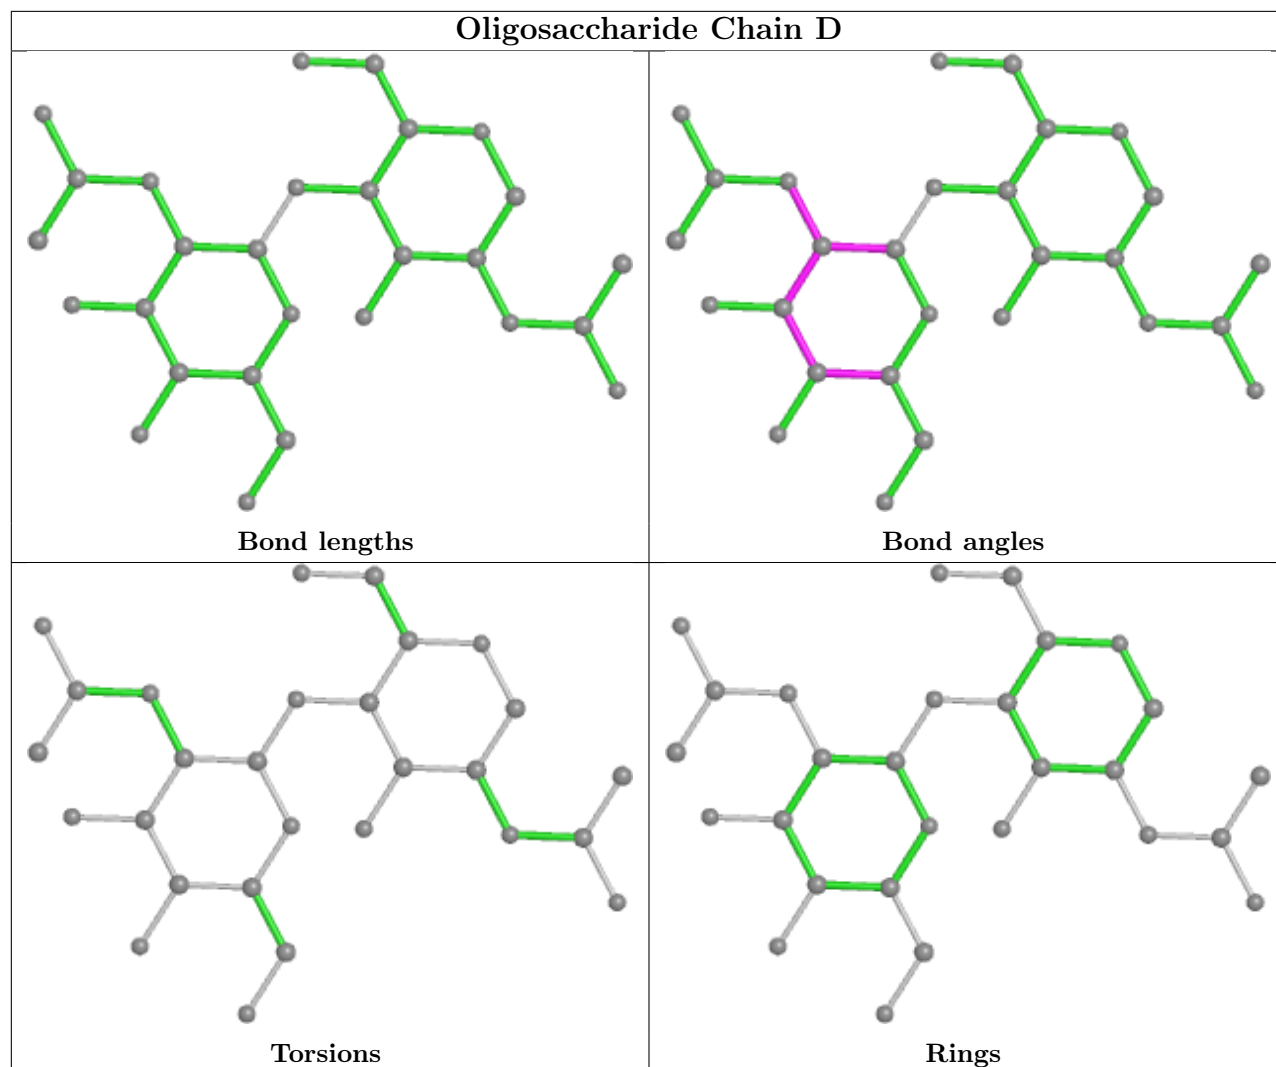 Oligosaccharide Chain D
Bond lengths
Bond angles
Torsions
Rings